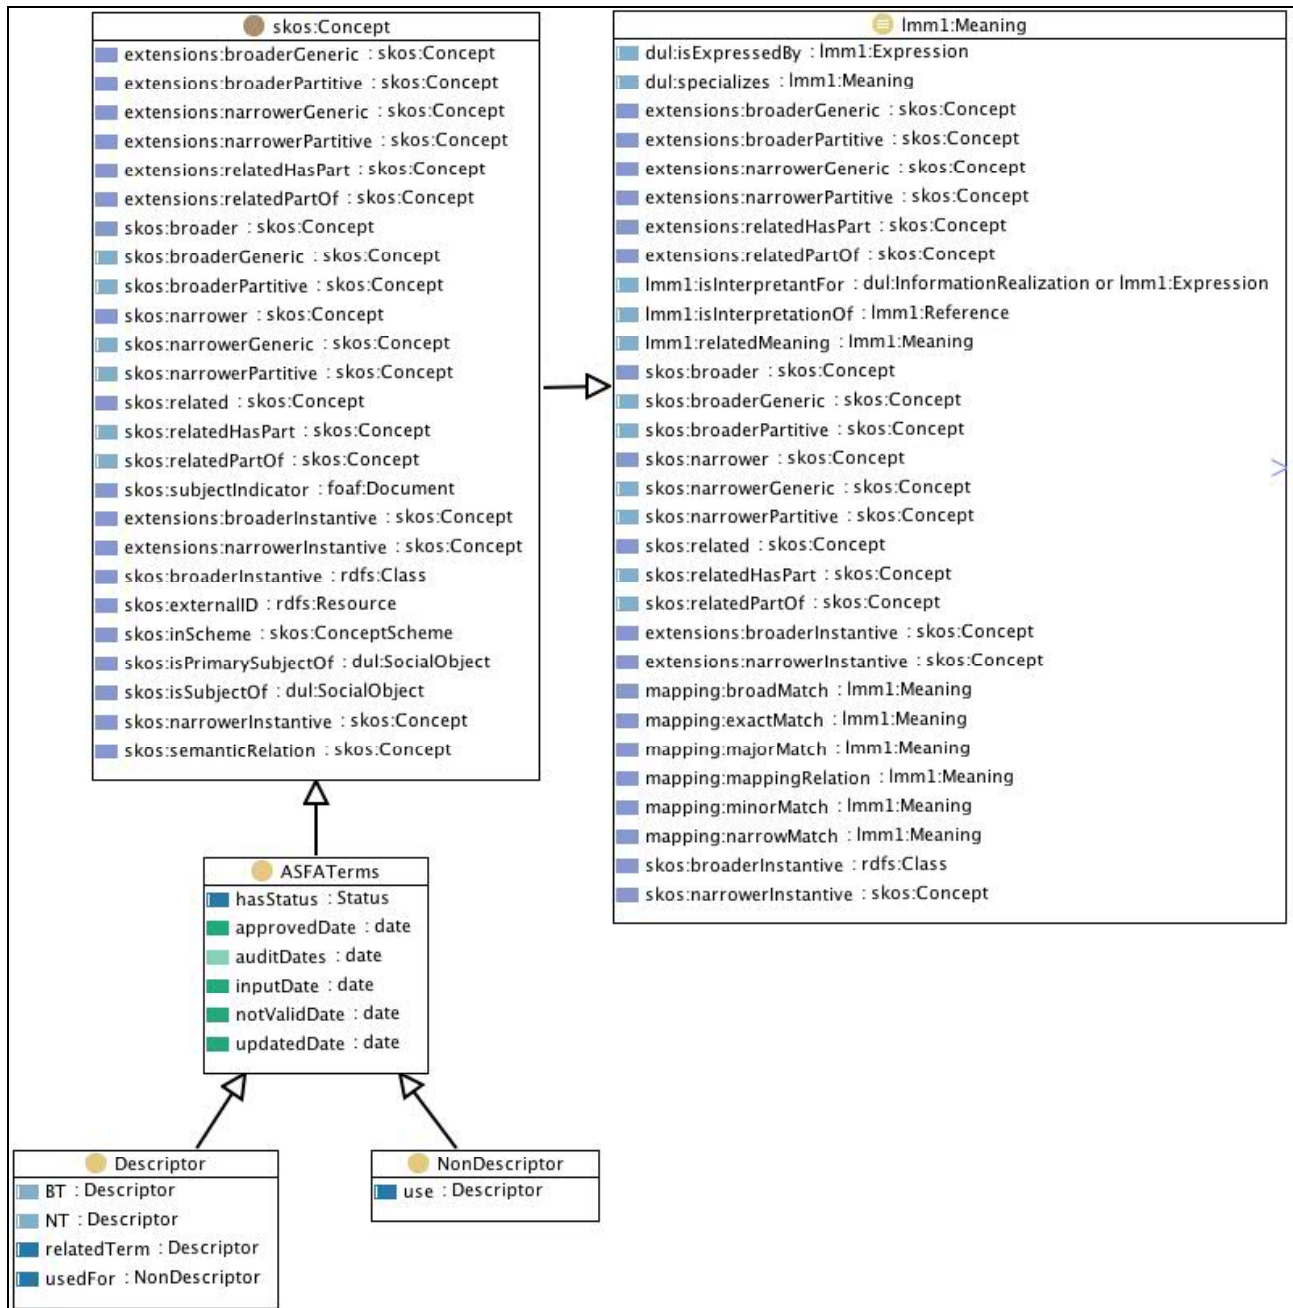 skos:Concept
extensions:broaderGeneric : skos:Concept
extensions:broaderPartitive : skos:Concept
extensions:narrowerGeneric : skos:Concept
extensions:narrowerPartitive : skos:Concept
extensions:relatedHasPart : skos:Concept
extensions:relatedPartOf : skos:Concept
skos:broader : skos:Concept
skos:broaderGeneric : skos:Concept
skos:broaderPartitive : skos:Concept
skos:narrower : skos:Concept
skos:narrowerGeneric : skos:Concept
skos:narrowerPartitive : skos:Concept
skos:related : skos:Concept
skos:relatedHasPart : skos:Concept
skos:relatedPartOf : skos:Concept
skos:subjectIndicator : foaf:Document
extensions:broaderInstantive : skos:Concept
extensions:narrowerInstantive : skos:Concept
skos:broaderInstantive : rdfs:Class
skos:externalID : rdfs:Resource
skos:inScheme : skos:ConceptScheme
skos:isPrimarySubjectOf : dul:SocialObject
skos:isSubjectOf : dul:SocialObject
skos:narrowerInstantive : skos:Concept
skos:semanticRelation : skos:Concept
lmm1:Meaning
dul:isExpressedBy : lmm1:Expression
dul:specializes : lmm1:Meaning
extensions:broaderGeneric : skos:Concept
extensions:broaderPartitive : skos:Concept
extensions:narrowerGeneric : skos:Concept
extensions:narrowerPartitive : skos:Concept
extensions:relatedHasPart : skos:Concept
extensions:relatedPartOf : skos:Concept
lmm1:isInterpretantFor : dul:InformationRealization or lmm1:Expression
lmm1:isInterpretationOf : lmm1:Reference
lmm1:relatedMeaning : lmm1:Meaning
skos:broader : skos:Concept
skos:broaderGeneric : skos:Concept
skos:broaderPartitive : skos:Concept
skos:narrower : skos:Concept
skos:narrowerGeneric : skos:Concept
skos:narrowerPartitive : skos:Concept
skos:related : skos:Concept
skos:relatedHasPart : skos:Concept
skos:relatedPartOf : skos:Concept
extensions:broaderInstantive : skos:Concept
extensions:narrowerInstantive : skos:Concept
mapping:broadMatch : lmm1:Meaning
mapping:exactMatch : lmm1:Meaning
mapping:majorMatch : lmm1:Meaning
mapping:mappingRelation : lmm1:Meaning
mapping:minorMatch : lmm1:Meaning
mapping:narrowMatch : lmm1:Meaning
skos:broaderInstantive : rdfs:Class
skos:narrowerInstantive : skos:Concept
ASFATerms
hasStatus : Status
approvedDate : date
auditDates : date
inputDate : date
notValidDate : date
updatedDate : date
Descriptor
BT : Descriptor
NT : Descriptor
relatedTerm : Descriptor
usedFor : NonDescriptor
NonDescriptor
use : Descriptor